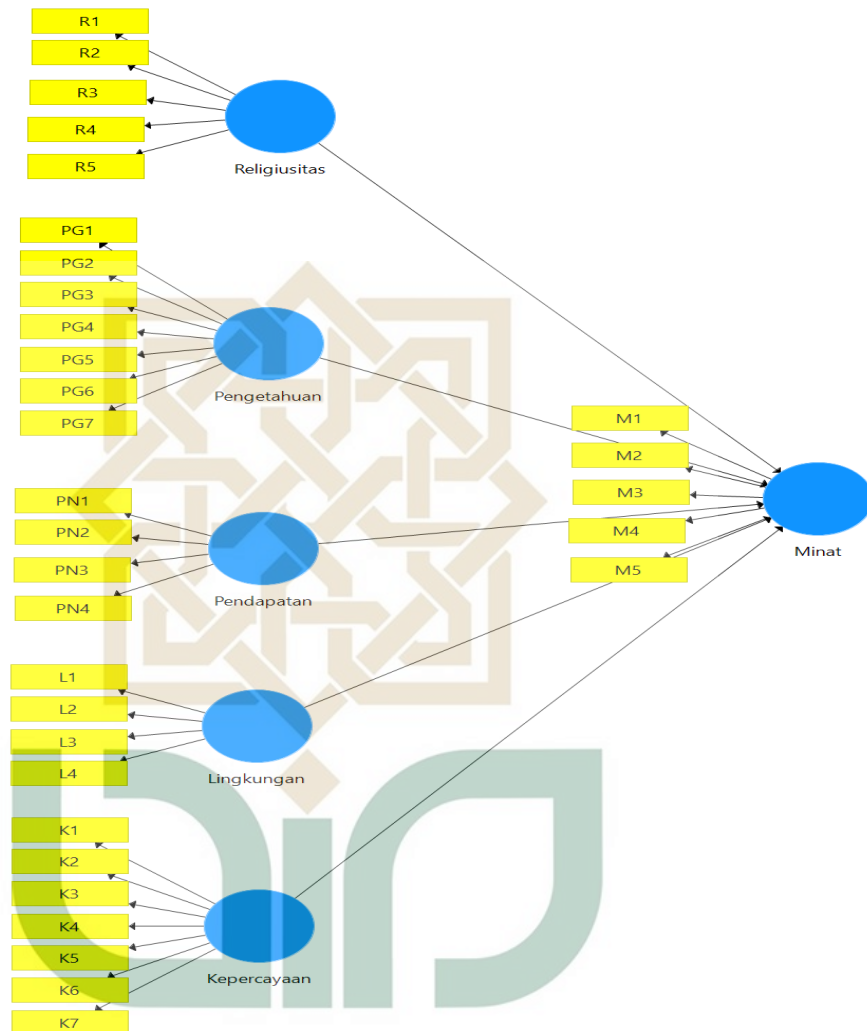 R1
R2
R3
R4
R5
Religiusitas
PG1
PG2
PG3
PG4
PG5
PG6
PG7
Pengetahuan
PN1
PN2
PN3
PN4
Pendapatan
L1
L2
L3
L4
Lingkungan
K1
K2
K3
K4
K5
K6
K7
Kepercayaan
M1
M2
M3
M4
M5
Minat